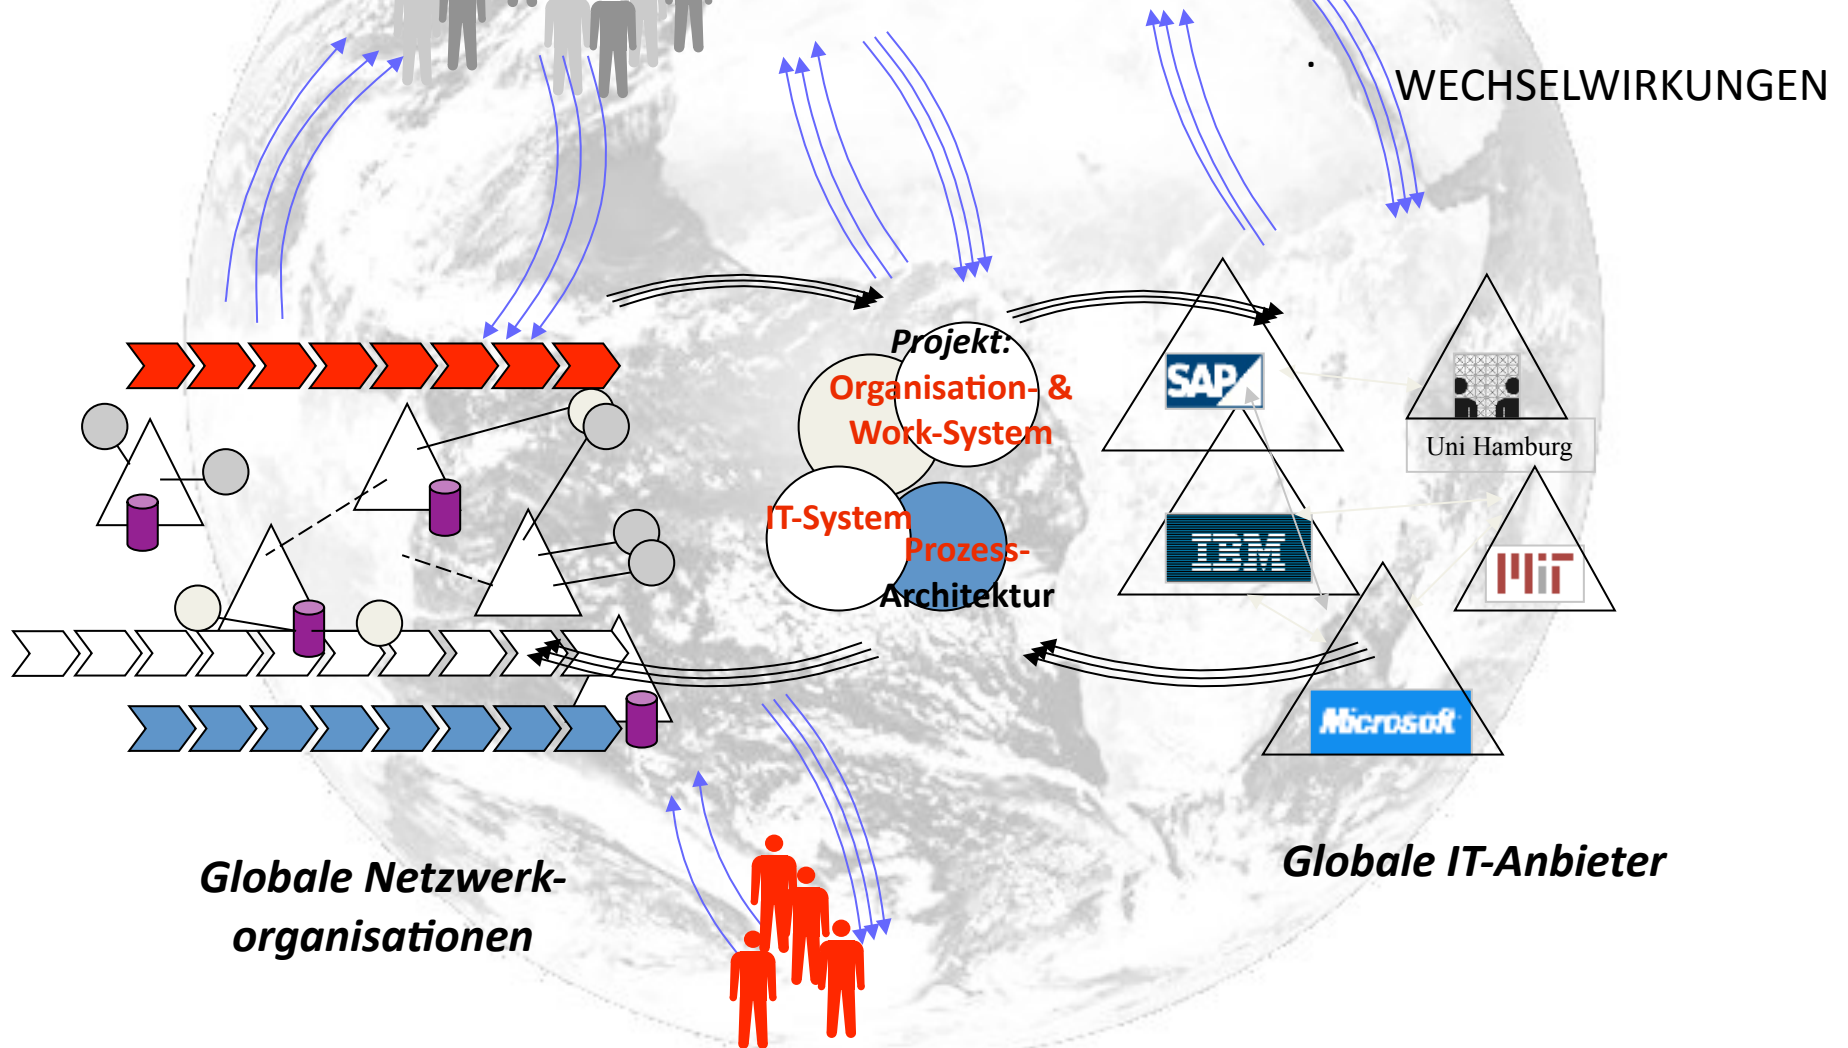 WECHSELWIRKUNGEN
Projekt:
Organisation- &
Work-System
IT-System
Prozess-
Architektur
SAP
Uni Hamburg
IBM
MIT
Microsoft
Globale Netzwerk-
organisationen
Globale IT-Anbieter